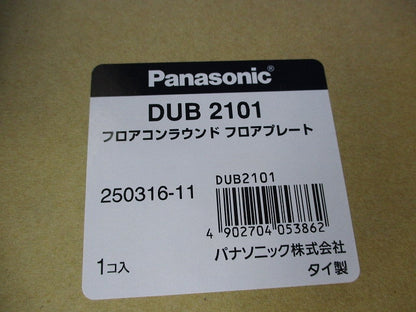 Panasonic®
DUB 2101
フロアコンラウンド フロアプレート
250316-11
DUB2101
4 902704 053862
パナソニック株式会社
1コ入
タイ製